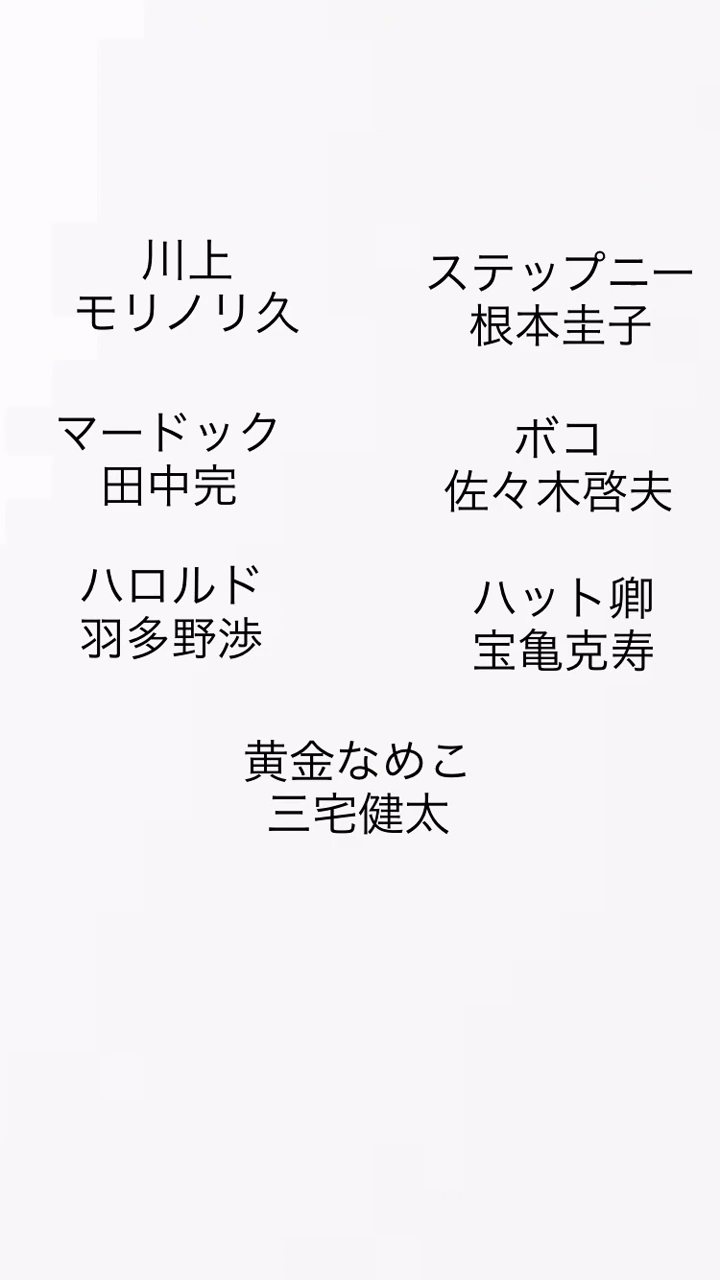 川上
モリノリ久
ステップニー
根本圭子
マードック
田中完
ボコ
佐々木啓夫
ハロルド
羽多野渉
ハット卿
宝亀克寿
黄金なめこ
三宅健太